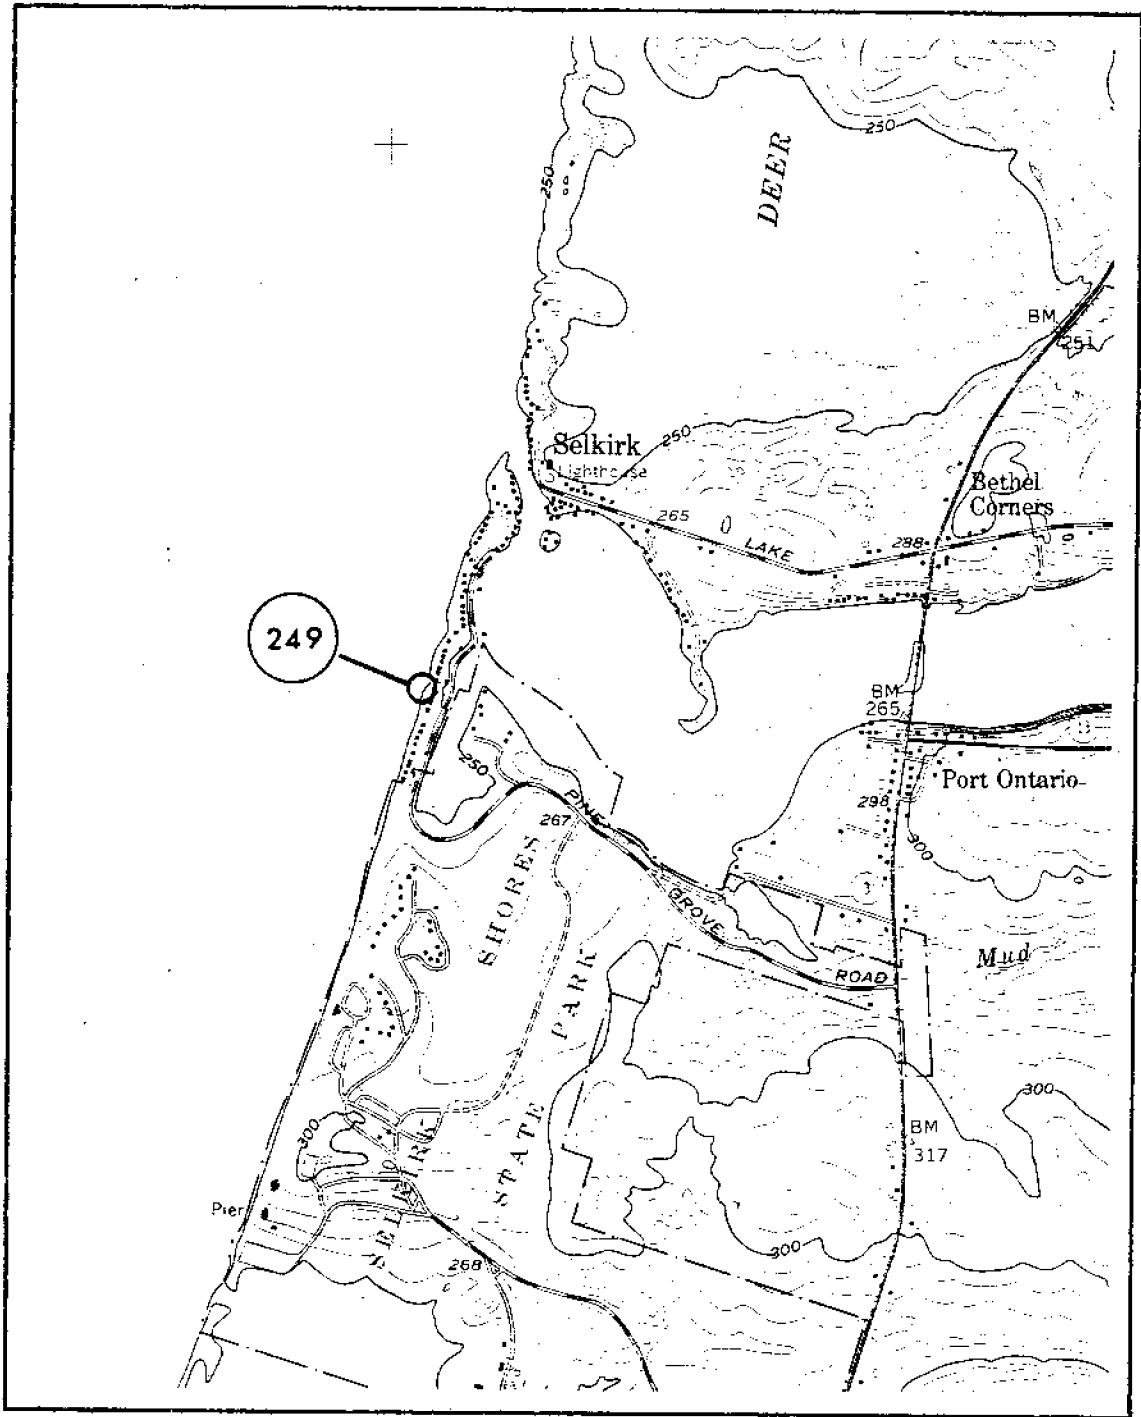 250
DEER
250
BM
251
Selkirk
Lighthouse
250
Bethel
Corners
265
LAKE
288
249
BM
265
250
Port Ontario
PINE
267
298
300
SHORES
GROVE
Mud
ROAD
PARK
300
300
STATE
BM
317
SELKIRK
Pier
300
268